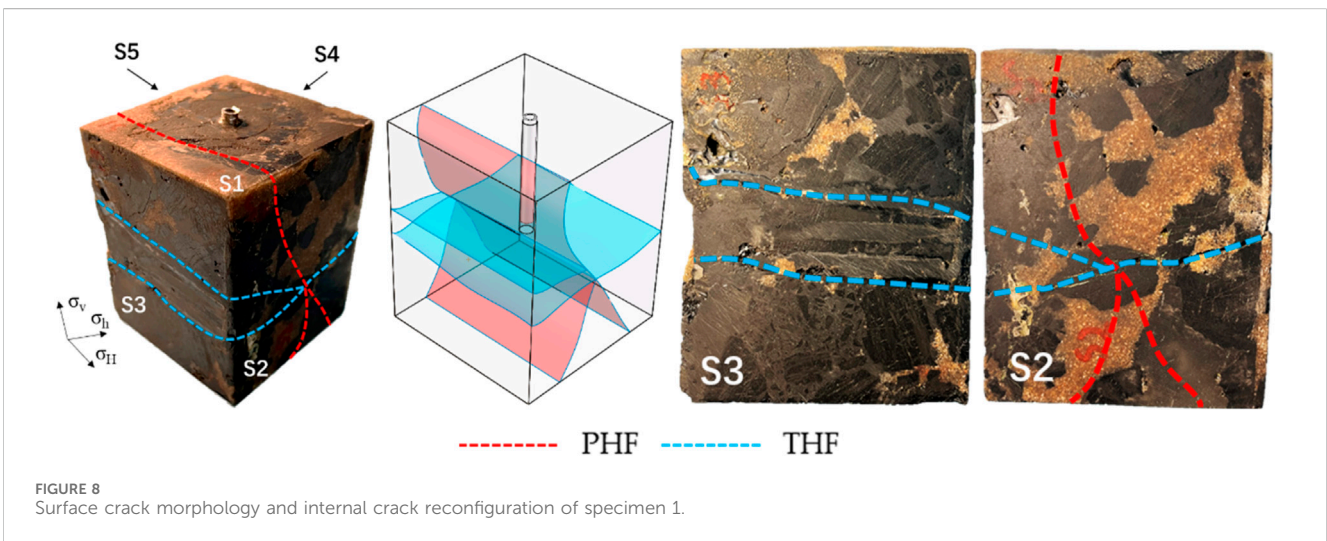 S5
S4
S1
S3
S2
σv
σh
σH
S3
S2
PHF
THF
FIGURE 8
Surface crack morphology and internal crack reconfiguration of specimen 1.